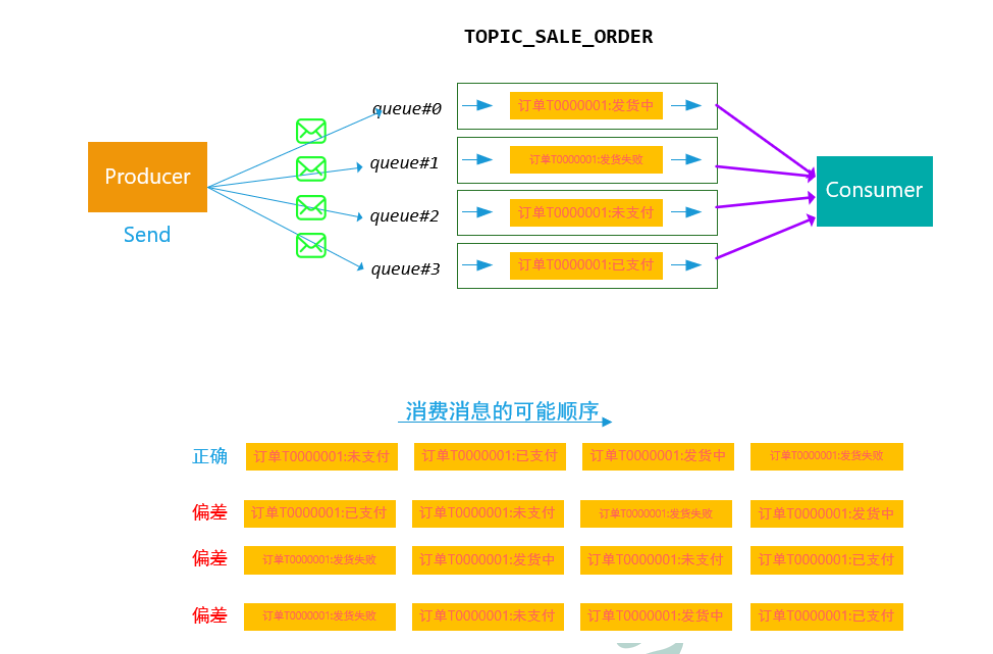 TOPIC_SALE_ORDER
queue#0
订单T0000001:发货中
queue#1
订单T0000001:发货失败
Producer
Consumer
queue#2
订单T0000001:未支付
Send
queue#3
订单T0000001:已支付
消费消息的可能顺序
正确 订单T0000001:未支付 订单T0000001:已支付 订单T0000001:发货中 订单T0000001:发货失败
偏差 订单T0000001:已支付 订单T0000001:未支付 订单T0000001:发货失败 订单T0000001:发货中
偏差 订单T0000001:发货失败 订单T0000001:发货中 订单T0000001:未支付 订单T0000001:已支付
偏差 订单T0000001:发货失败 订单T0000001:未支付 订单T0000001:发货中 订单T0000001:已支付